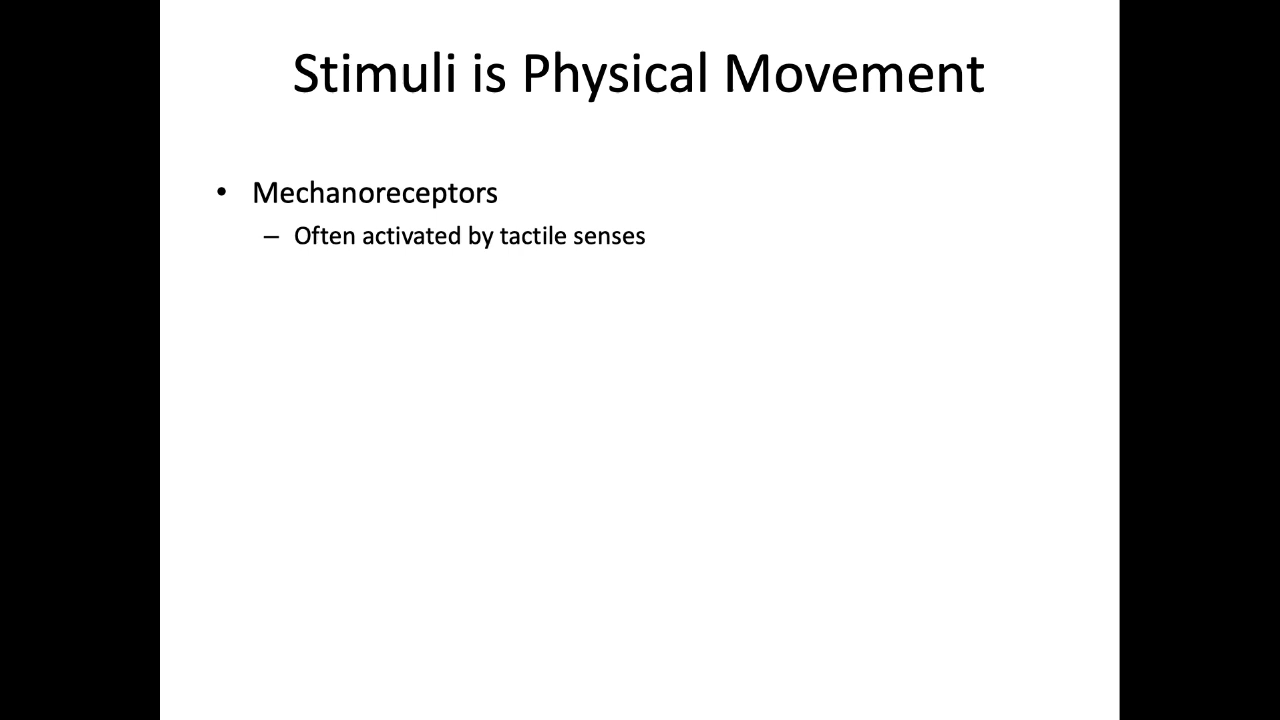 Stimuli is Physical Movement
• Mechanoreceptors
– Often activated by tactile senses